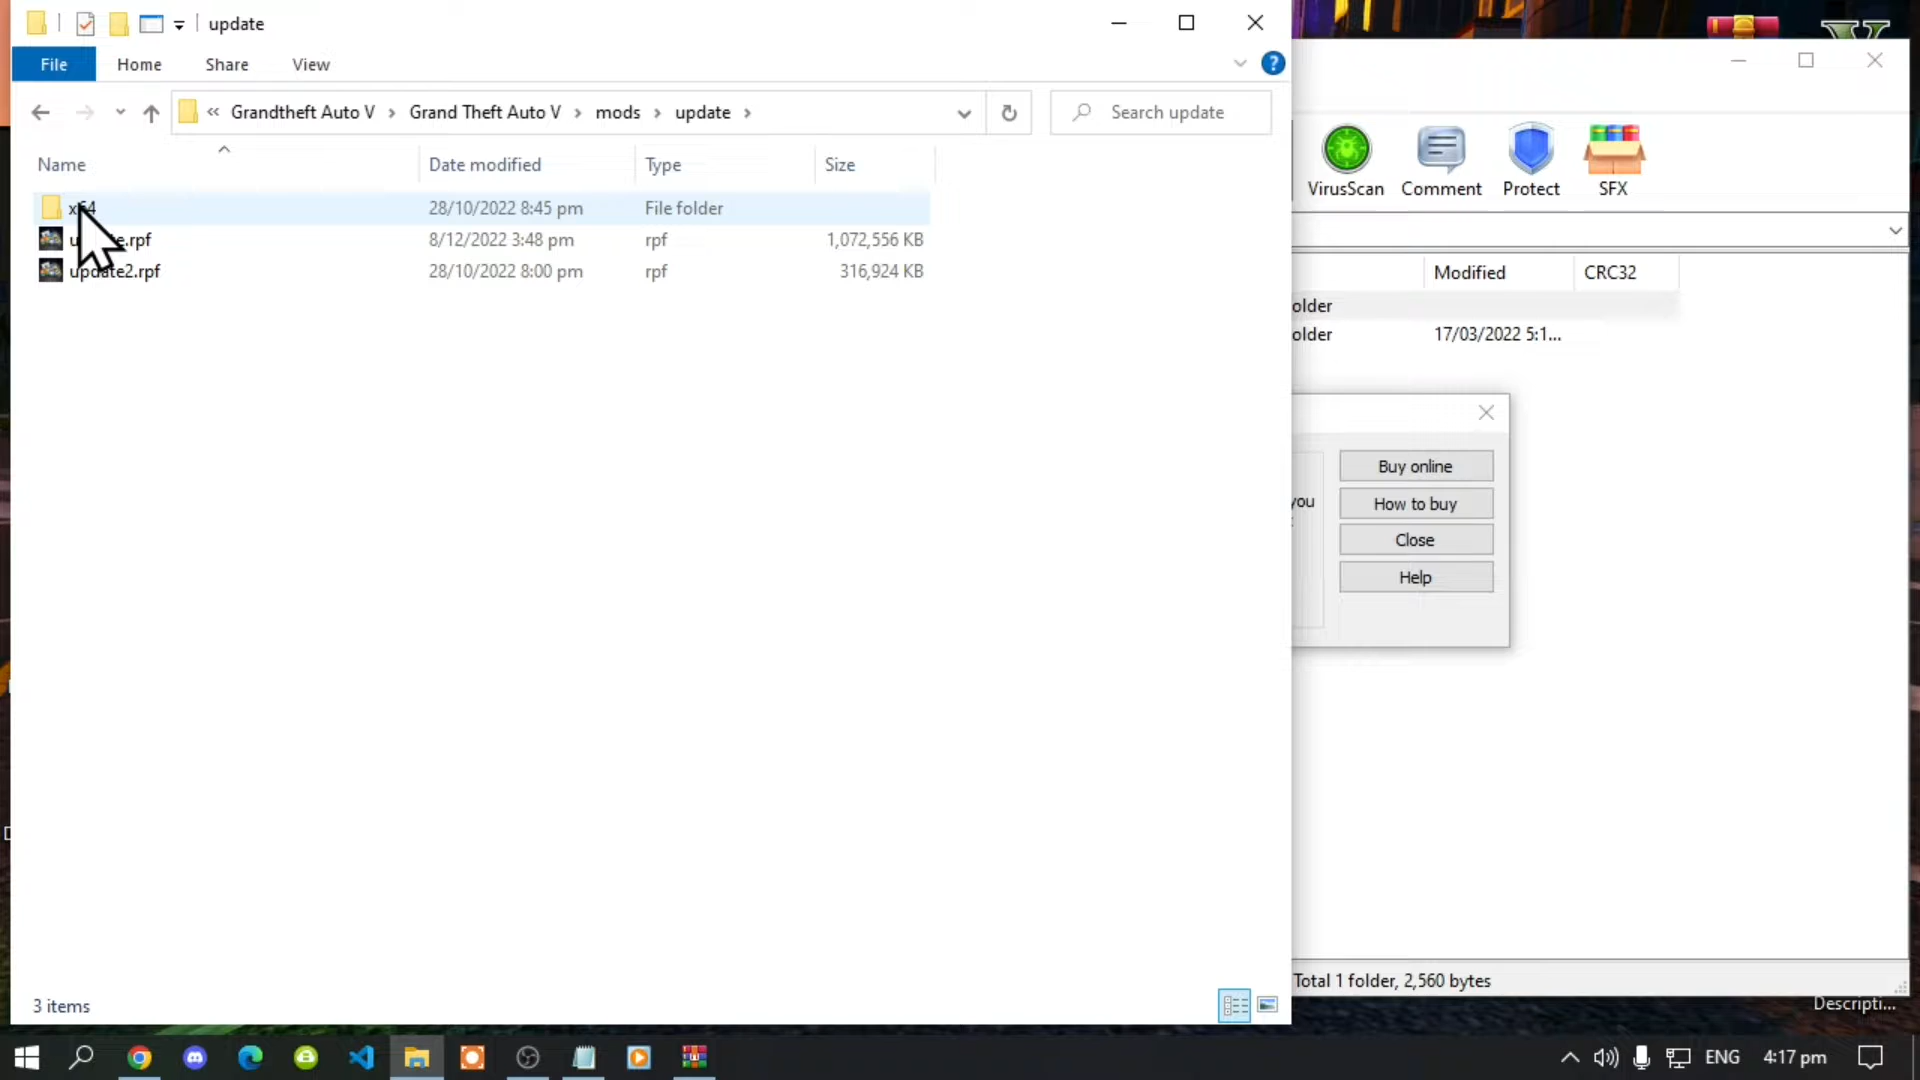 update
File Home Share View
« Grandtheft Auto V > Grand Theft Auto V > mods > update >
Search update
Name Date modified Type Size
x64 28/10/2022 8:45 pm File folder
8/12/2022 3:48 pm rpf 1,072,556 KB
update2.rpf 28/10/2022 8:00 pm rpf 316,924 KB
3 items
VirusScan Comment Protect SFX
Modified CRC32
older
older 17/03/2022 5:1...
you
Buy online
How to buy
Close
Help
Total 1 folder, 2,560 bytes
Descripti...
ENG 4:17 pm